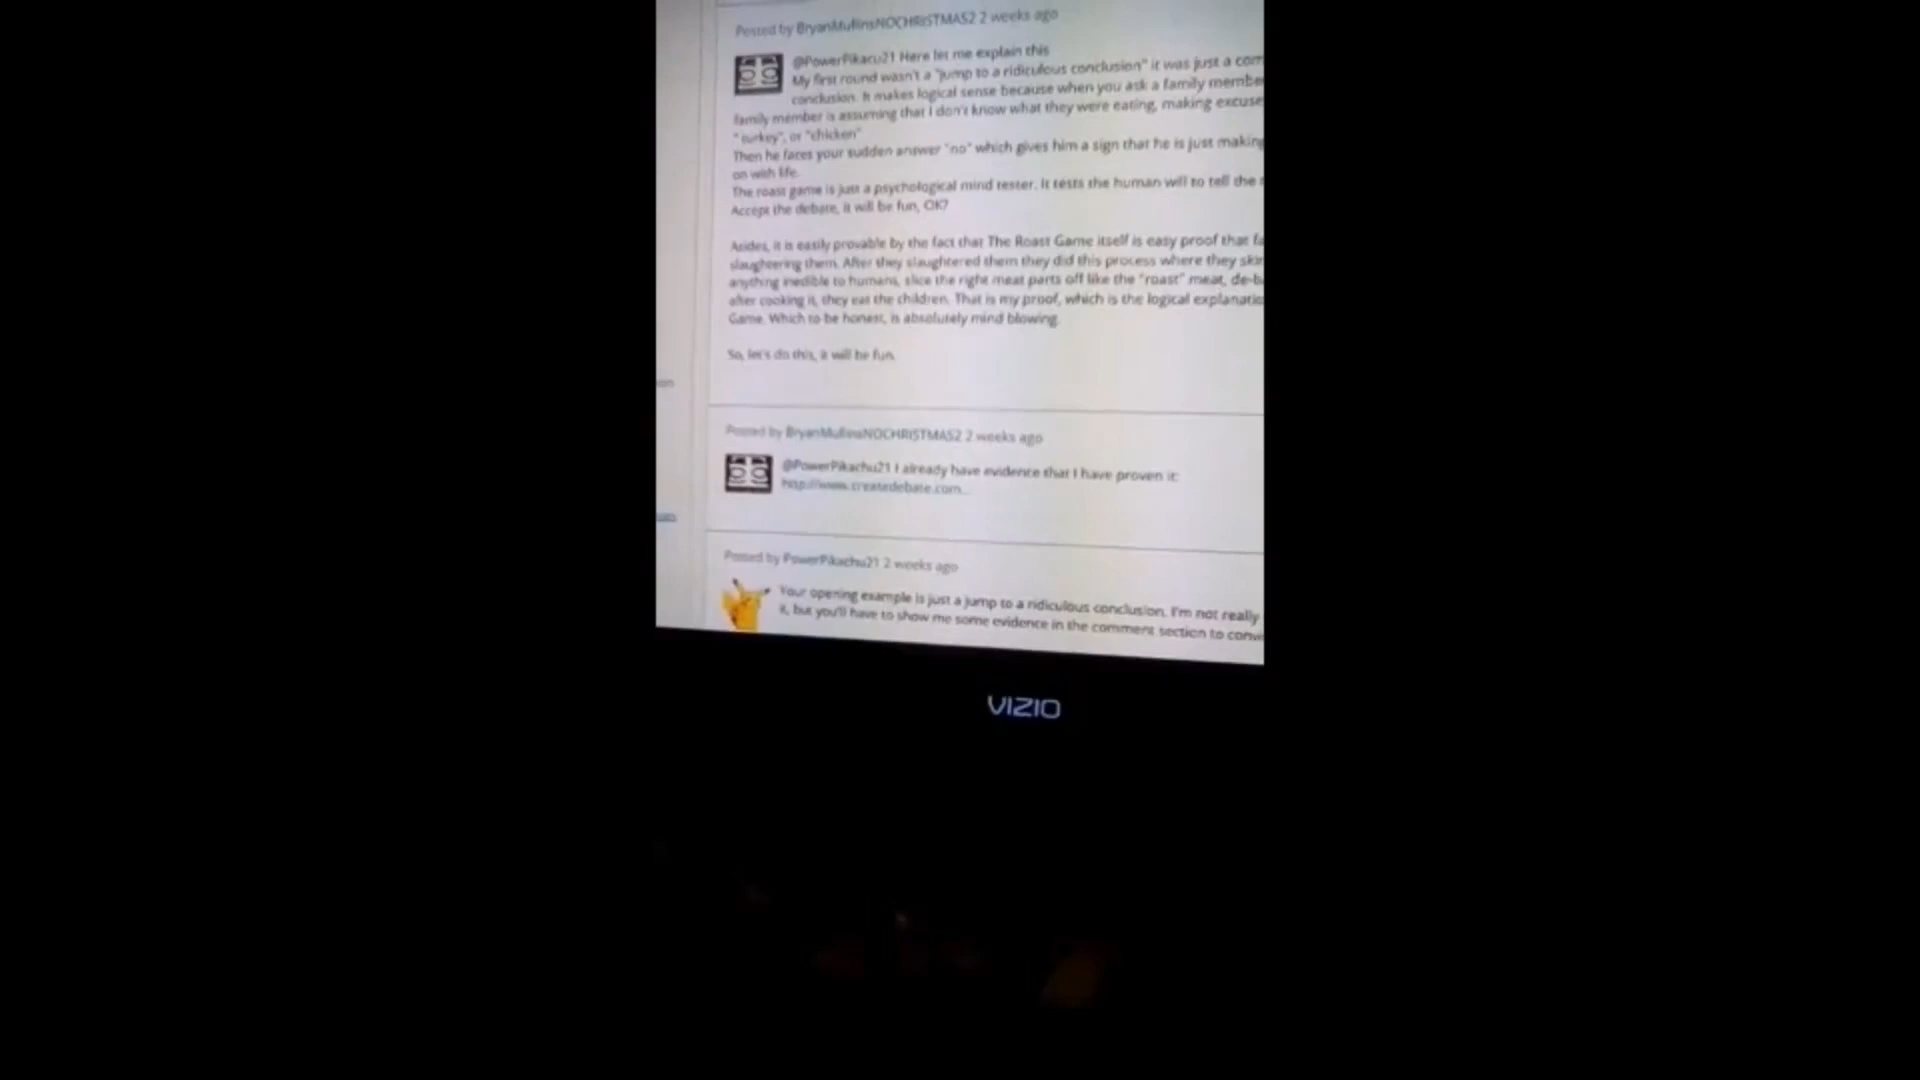 Posted by BryanMullinsNOCHRISTMAS2 2 weeks ago
@PowerPikacu21 Here let me explain this
My first round wasn't a "jump to a ridiculous conclusion" it was just a com
conclusion. It makes logical sense because when you ask a family membe
family member is assuming that I don't know what they were eating, making excuse
"turkey", or "chicken"
Then he faces your sudden answer "no" which gives him a sign that he is just making
on with life.
The roast game is just a psychological mind tester. It tests the human will to tell the
Accept the debate, it will be fun, OK?
Asides, it is easily provable by the fact that The Roast Game itself is easy proof that fa
slaughtering them. After they slaughtered them they did this process where they skin
anything inedible to humans, slice the right meat parts off like the "roast" meat, de-b
after cooking it, they eat the children. That is my proof, which is the logical explanatio
Game. Which to be honest, is absolutely mind blowing.
So, let's do this, it will be fun.
Posted by BryanMullinsNOCHRISTMAS2 2 weeks ago
@PowerPikachu21 I already have evidence that I have proven it:
http://www.createdebate.com...
Posted by PowerPikachu21 2 weeks ago
Your opening example is just a jump to a ridiculous conclusion. I'm not really
it, but you'll have to show me some evidence in the comment section to convi
VIZIO